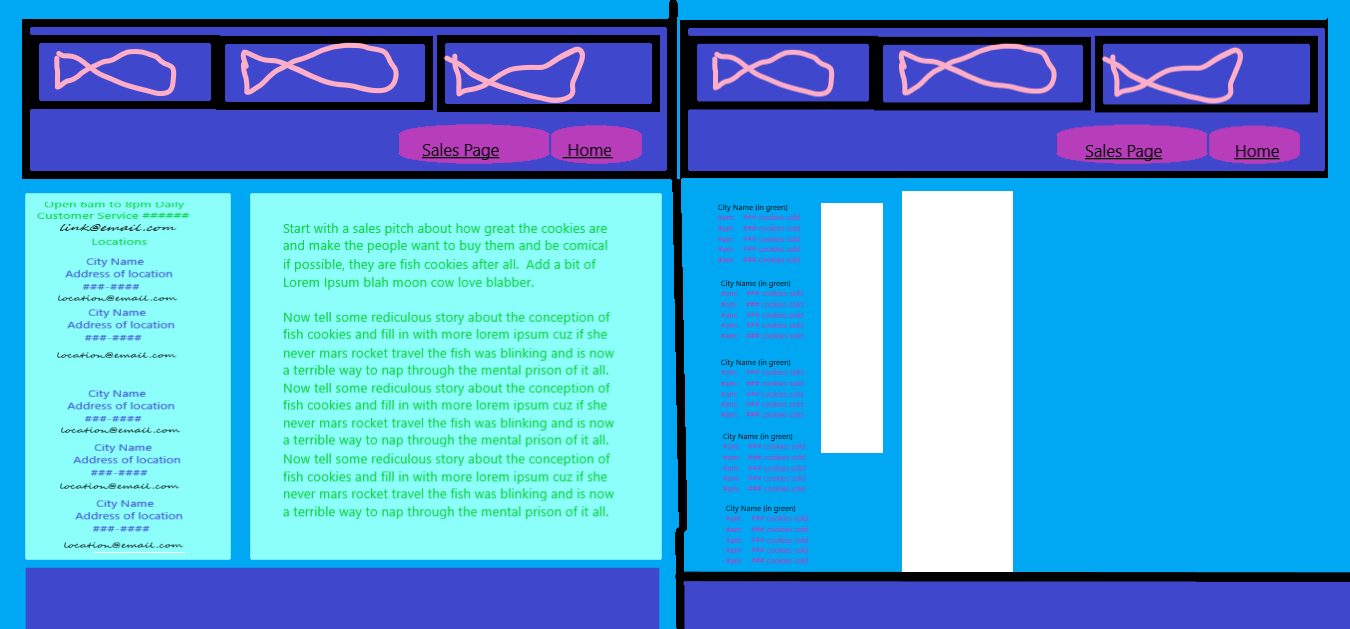 Sales Page
Home
Open 6am to 8pm Daily
Customer Service ######
link@email.com
Locations
City Name
Address of location
###-####
location@email.com
City Name
Address of location
###-####
location@email.com
City Name
Address of location
###-####
location@email.com
City Name
Address of location
###-####
location@email.com
City Name
Address of location
###-####
location@email.com
Start with a sales pitch about how great the cookies are
and make the people want to buy them and be comical
if possible, they are fish cookies after all.  Add a bit of
Lorem Ipsum blah moon cow love blabber.
Now tell some rediculous story about the conception of
fish cookies and fill in with more lorem ipsum cuz if she
never mars rocket travel the fish was blinking and is now
a terrible way to nap through the mental prison of it all.
Now tell some rediculous story about the conception of
fish cookies and fill in with more lorem ipsum cuz if she
never mars rocket travel the fish was blinking and is now
a terrible way to nap through the mental prison of it all.
Now tell some rediculous story about the conception of
fish cookies and fill in with more lorem ipsum cuz if she
never mars rocket travel the fish was blinking and is now
a terrible way to nap through the mental prison of it all.
Sales Page
Home
City Name (in green)
City Name (in green)
City Name (in green)
City Name (in green)
City Name (in green)